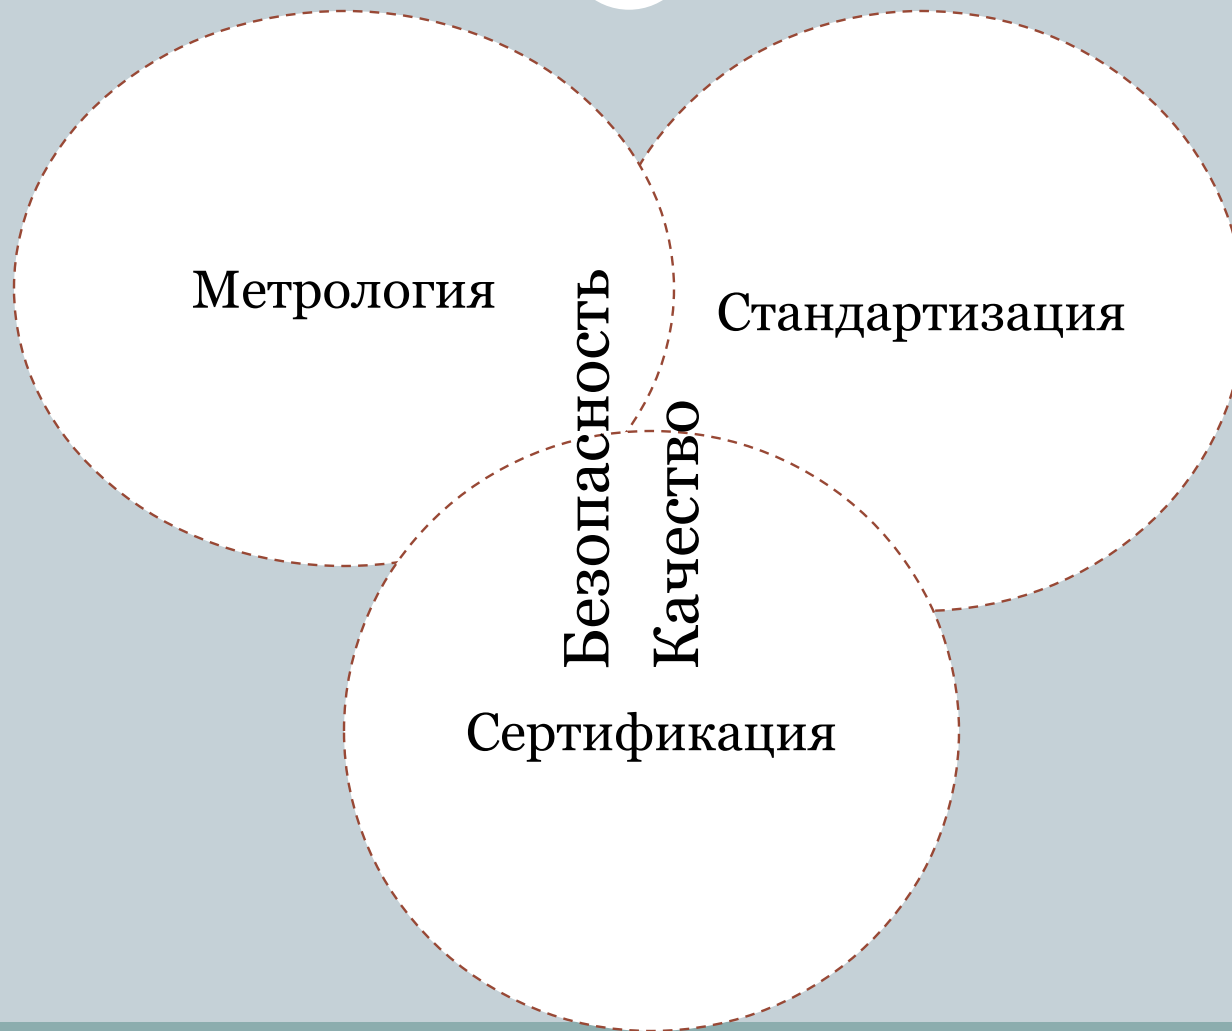 Метрология
Стандартизация
Безопасность
Качество
Сертификация